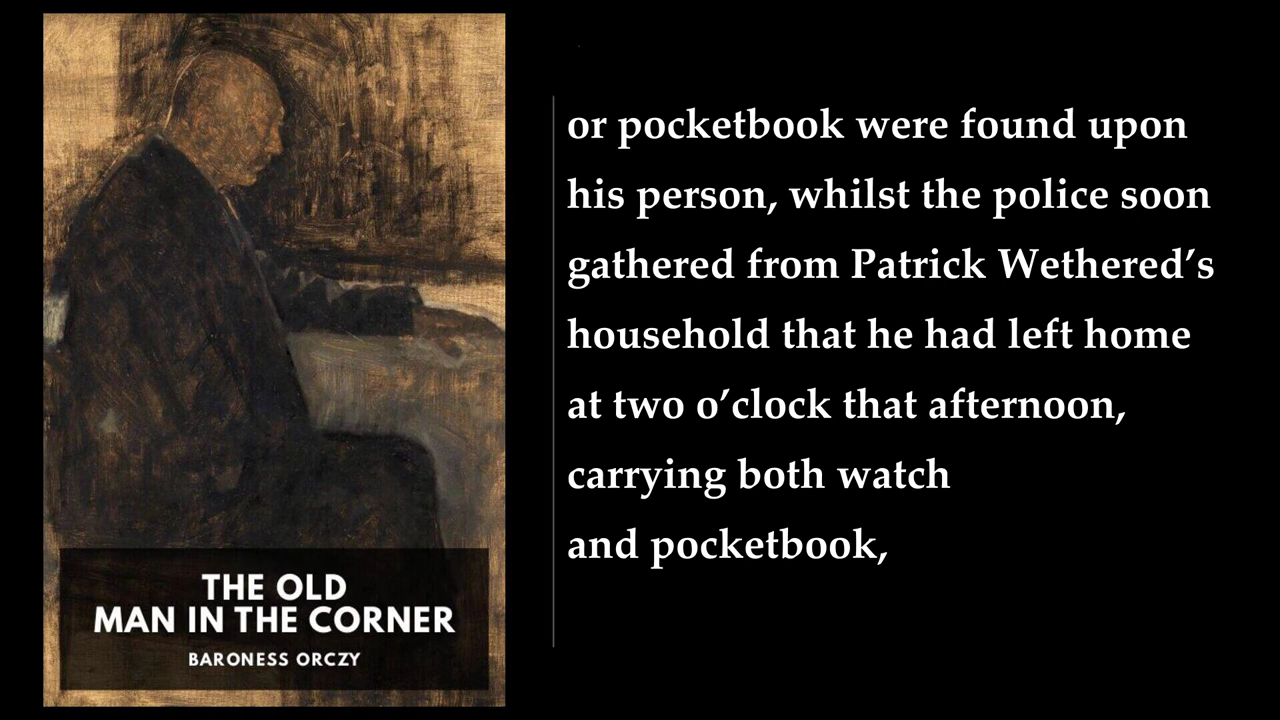 or pocketbook were found upon
his person, whilst the police soon
gathered from Patrick Wethered’s
household that he had left home
at two o’clock that afternoon,
carrying both watch
and pocketbook,
THE OLD
MAN IN THE CORNER
BARONESS ORCZY